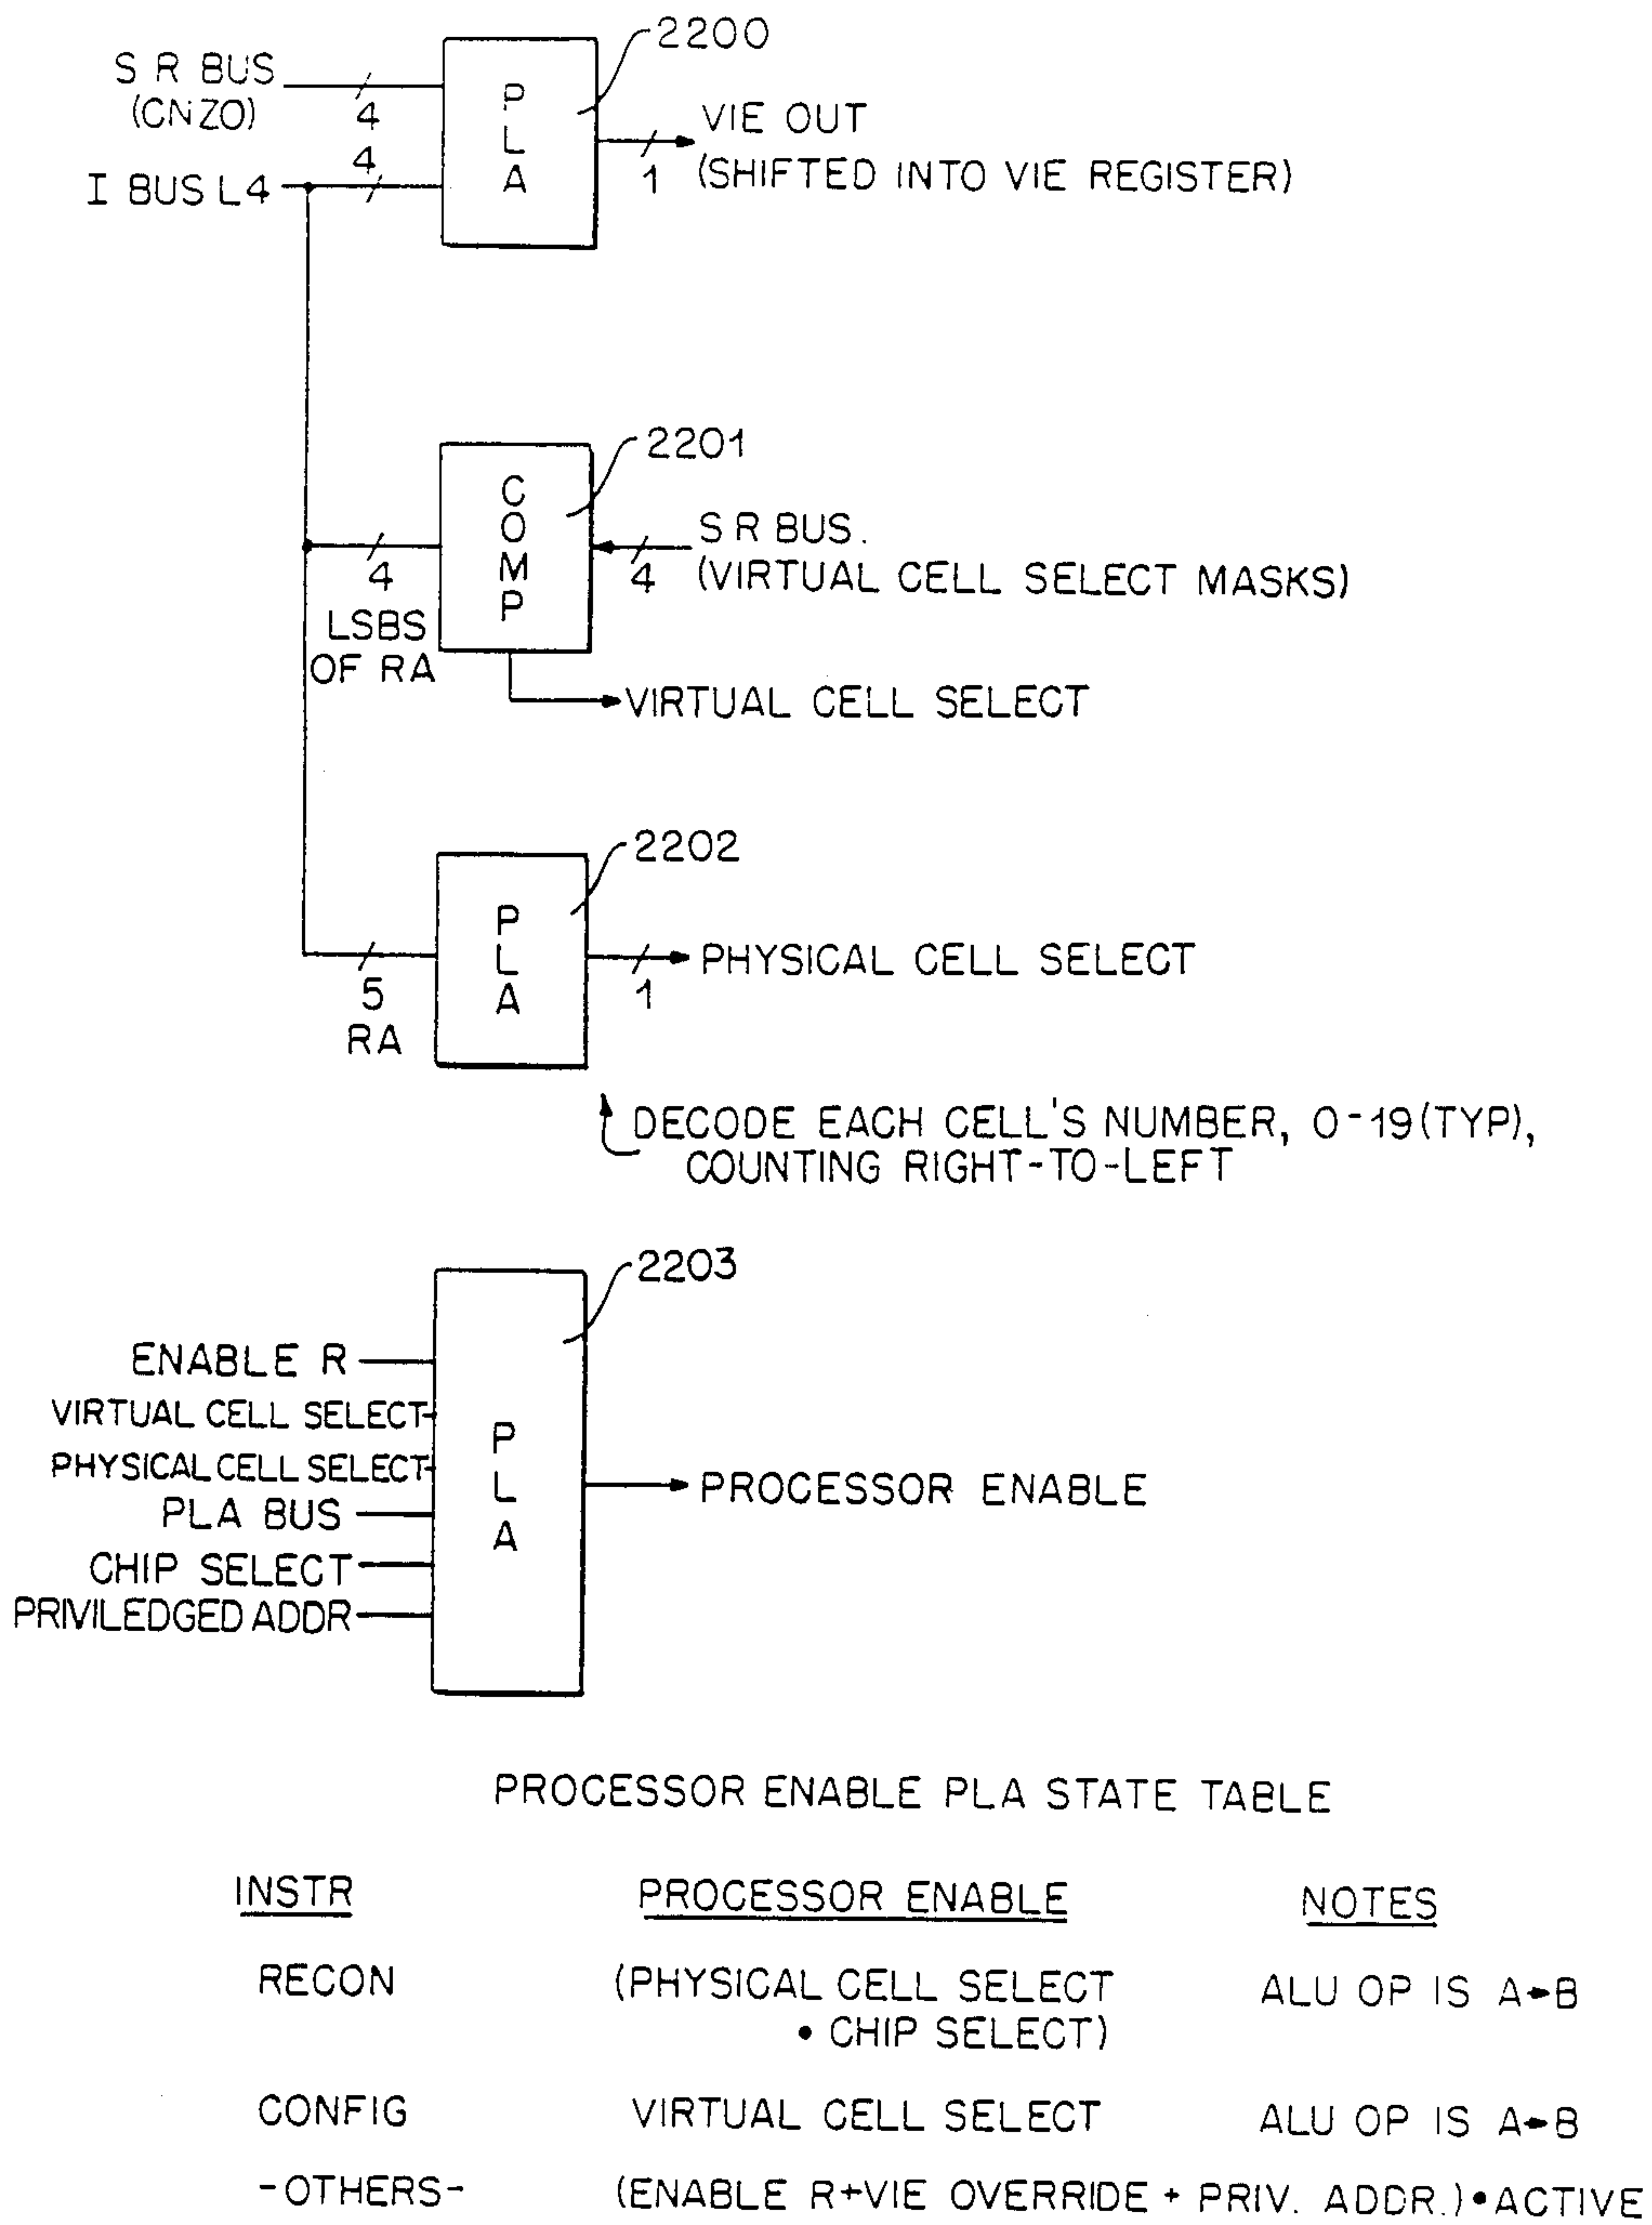 2200
S R BUS
(CNZO)
4
PLA
VIE OUT
(SHIFTED INTO VIE REGISTER)
1
4
I BUS L4
2201
COMP
S R BUS.
(VIRTUAL CELL SELECT MASKS)
4
4
LSBS
OF RA
VIRTUAL CELL SELECT
2202
PLA
PHYSICAL CELL SELECT
1
5
RA
DECODE EACH CELL'S NUMBER, 0-19(TYP),
COUNTING RIGHT-TO-LEFT
2203
ENABLE R
VIRTUAL CELL SELECT
PHYSICAL CELL SELECT
PLA BUS
CHIP SELECT
PRIVILEDGED ADDR
PLA
PROCESSOR ENABLE
PROCESSOR ENABLE PLA STATE TABLE
INSTR PROCESSOR ENABLE NOTES
RECON (PHYSICAL CELL SELECT ALU OP IS A→B
• CHIP SELECT)
CONFIG VIRTUAL CELL SELECT ALU OP IS A→B
-OTHERS- (ENABLE R+VIE OVERRIDE + PRIV. ADDR.)•ACTIVE